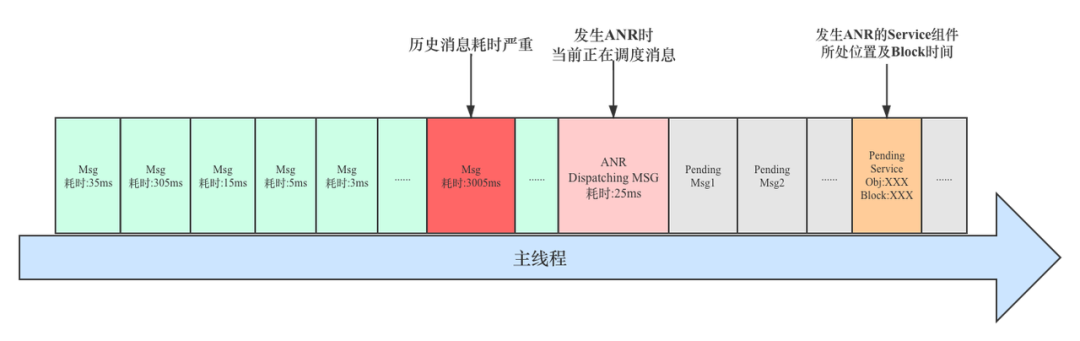 历史消息耗时严重
发生ANR时
当前正在调度消息
发生ANR的Service组件
所处位置及Block时间
Msg
耗时:35ms
Msg
耗时:305ms
Msg
耗时:15ms
Msg
耗时:5ms
Msg
耗时:3ms
......
Msg
耗时:3005ms
......
ANR
Dispatching MSG
耗时:25ms
Pending
Msg1
Pending
Msg2
......
Pending
Service
Obj:XXX
Block:XXX
......
主线程